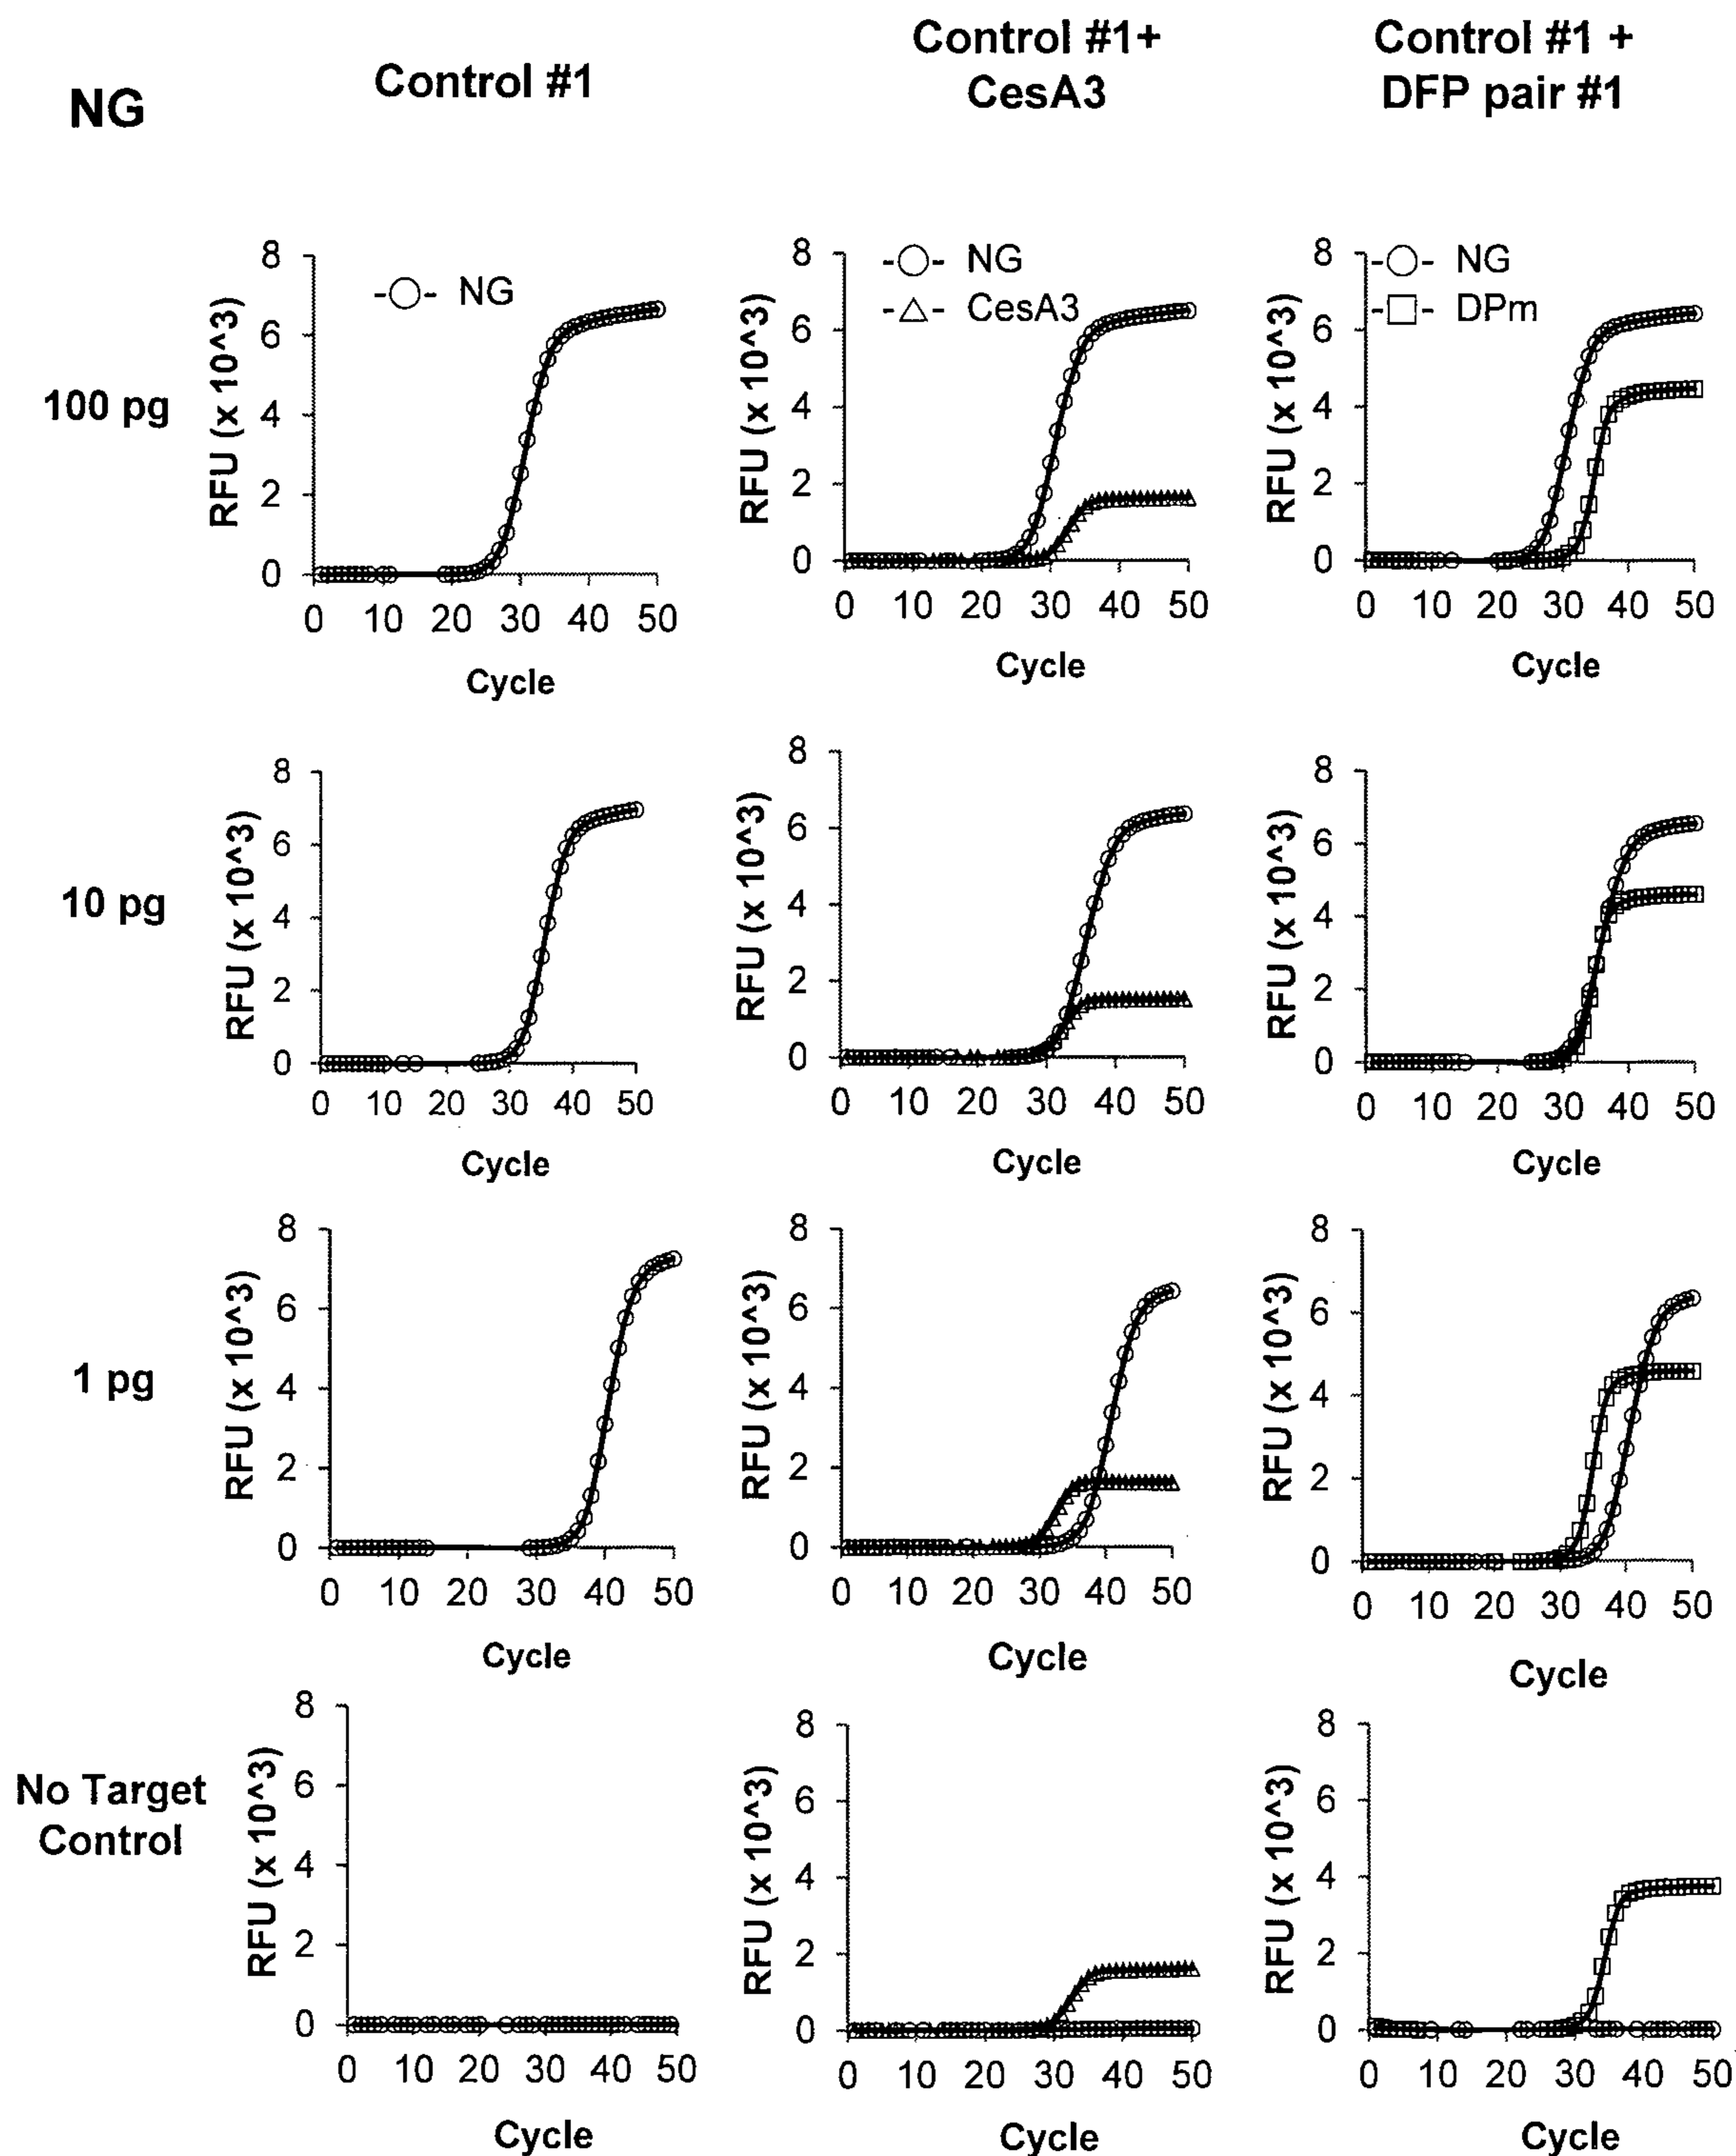 NG
Control #1
Control #1+
CesA3
Control #1 +
DFP pair #1
100 pg
RFU (x 10^3)
8
6
4
2
0
-○- NG
0 10 20 30 40 50
Cycle
RFU (x 10^3)
8
6
4
2
0
-○- NG
-△- CesA3
0 10 20 30 40 50
Cycle
RFU (x 10^3)
8
6
4
2
0
-○- NG
-□- DPm
0 10 20 30 40 50
Cycle
10 pg
RFU (x 10^3)
8
6
4
2
0
0 10 20 30 40 50
Cycle
RFU (x 10^3)
8
6
4
2
0
0 10 20 30 40 50
Cycle
RFU (x 10^3)
8
6
4
2
0
0 10 20 30 40 50
Cycle
1 pg
RFU (x 10^3)
8
6
4
2
0
0 10 20 30 40 50
Cycle
RFU (x 10^3)
8
6
4
2
0
0 10 20 30 40 50
Cycle
RFU (x 10^3)
8
6
4
2
0
0 10 20 30 40 50
Cycle
No Target
Control
RFU (x 10^3)
8
6
4
2
0
0 10 20 30 40 50
Cycle
RFU (x 10^3)
8
6
4
2
0
0 10 20 30 40 50
Cycle
RFU (x 10^3)
8
6
4
2
0
0 10 20 30 40 50
Cycle